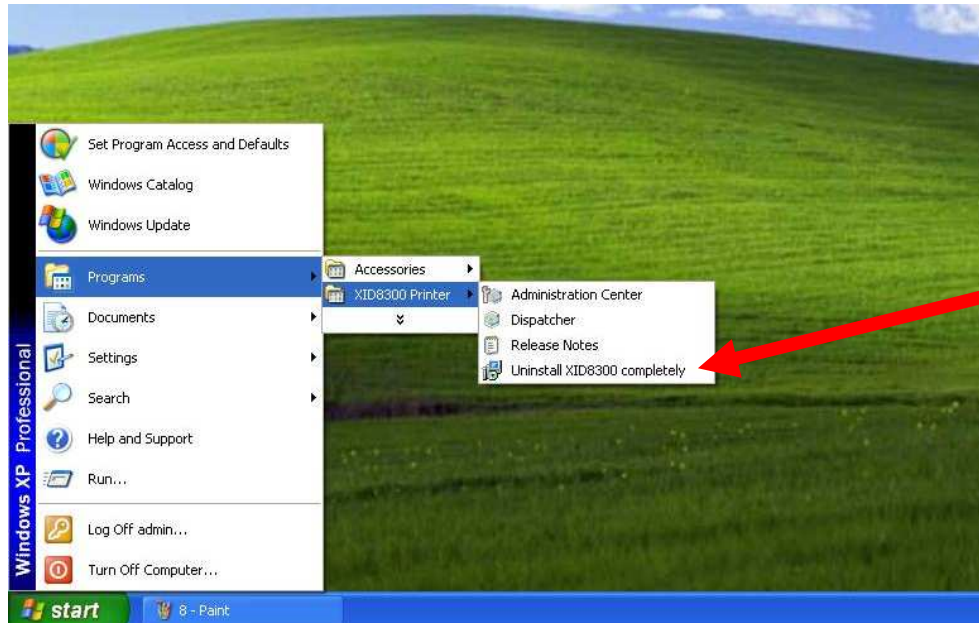 Set Program Access and Defaults
Windows Catalog
Windows Update
Programs
Documents
Settings
Search
Help and Support
Run...
Log Off admin...
Turn Off Computer...
Windows XP Professional
Accessories
XID8300 Printer
Administration Center
Dispatcher
Release Notes
Uninstall XID8300 completely
start
8 - Paint